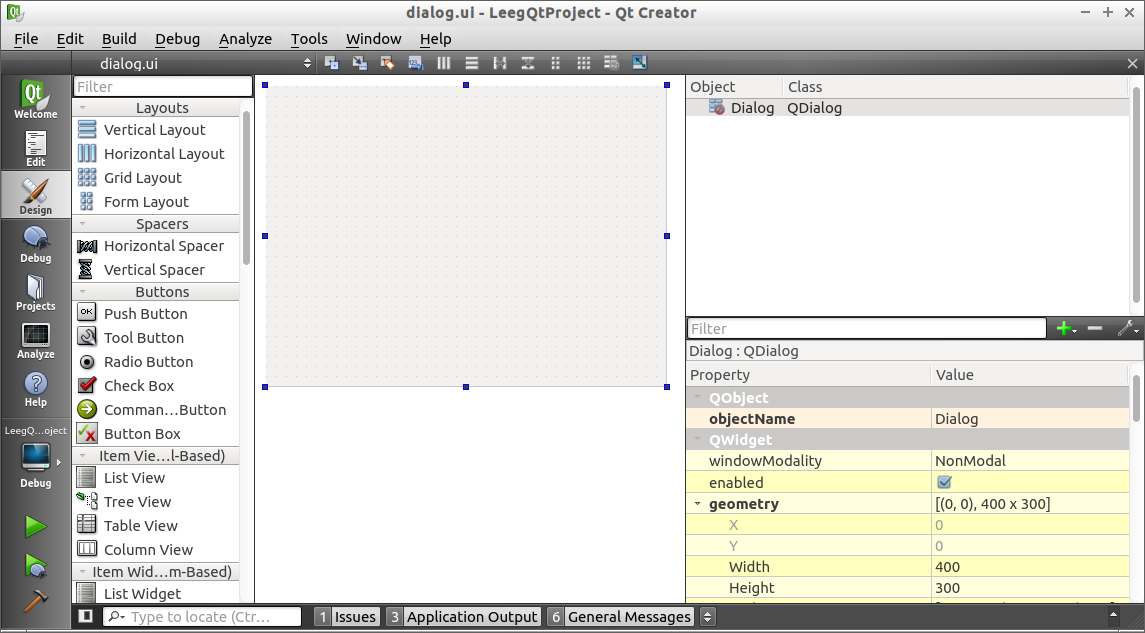 dialog.ui - LeegQtProject - Qt Creator
File Edit Build Debug Analyze Tools Window Help
dialog.ui
Qt
Welcome
Edit
Design
Debug
Projects
Analyze
Help
LeegQ...oject
Debug
Filter
Layouts
Vertical Layout
Horizontal Layout
Grid Layout
Form Layout
Spacers
Horizontal Spacer
Vertical Spacer
Buttons
OK Push Button
Tool Button
Radio Button
Check Box
Comman...Button
Button Box
Item Vie...l-Based)
List View
Tree View
Table View
Column View
Item Wid...m-Based)
List Widget
Object Class
Dialog QDialog
Filter
Dialog : QDialog
Property Value
QObject
objectName Dialog
QWidget
windowModality NonModal
enabled
geometry [(0, 0), 400 x 300]
X 0
Y 0
Width 400
Height 300
Type to locate (Ctr...
1 Issues 3 Application Output 6 General Messages